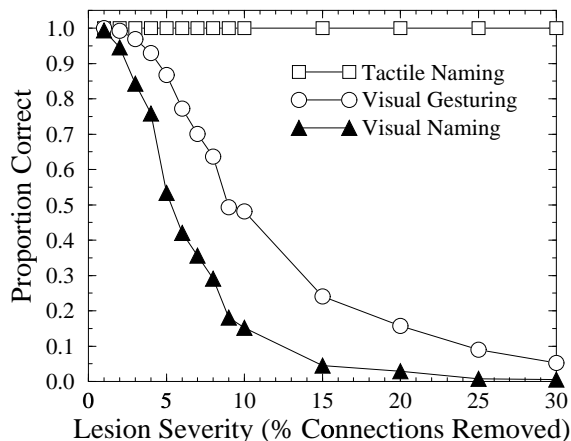 1.0
0.9
0.8
0.7
0.6
0.5
0.4
0.3
0.2
0.1
0.0
Proportion Correct
Tactile Naming
Visual Gesturing
Visual Naming
0 5 10 15 20 25 30
Lesion Severity (% Connections Removed)